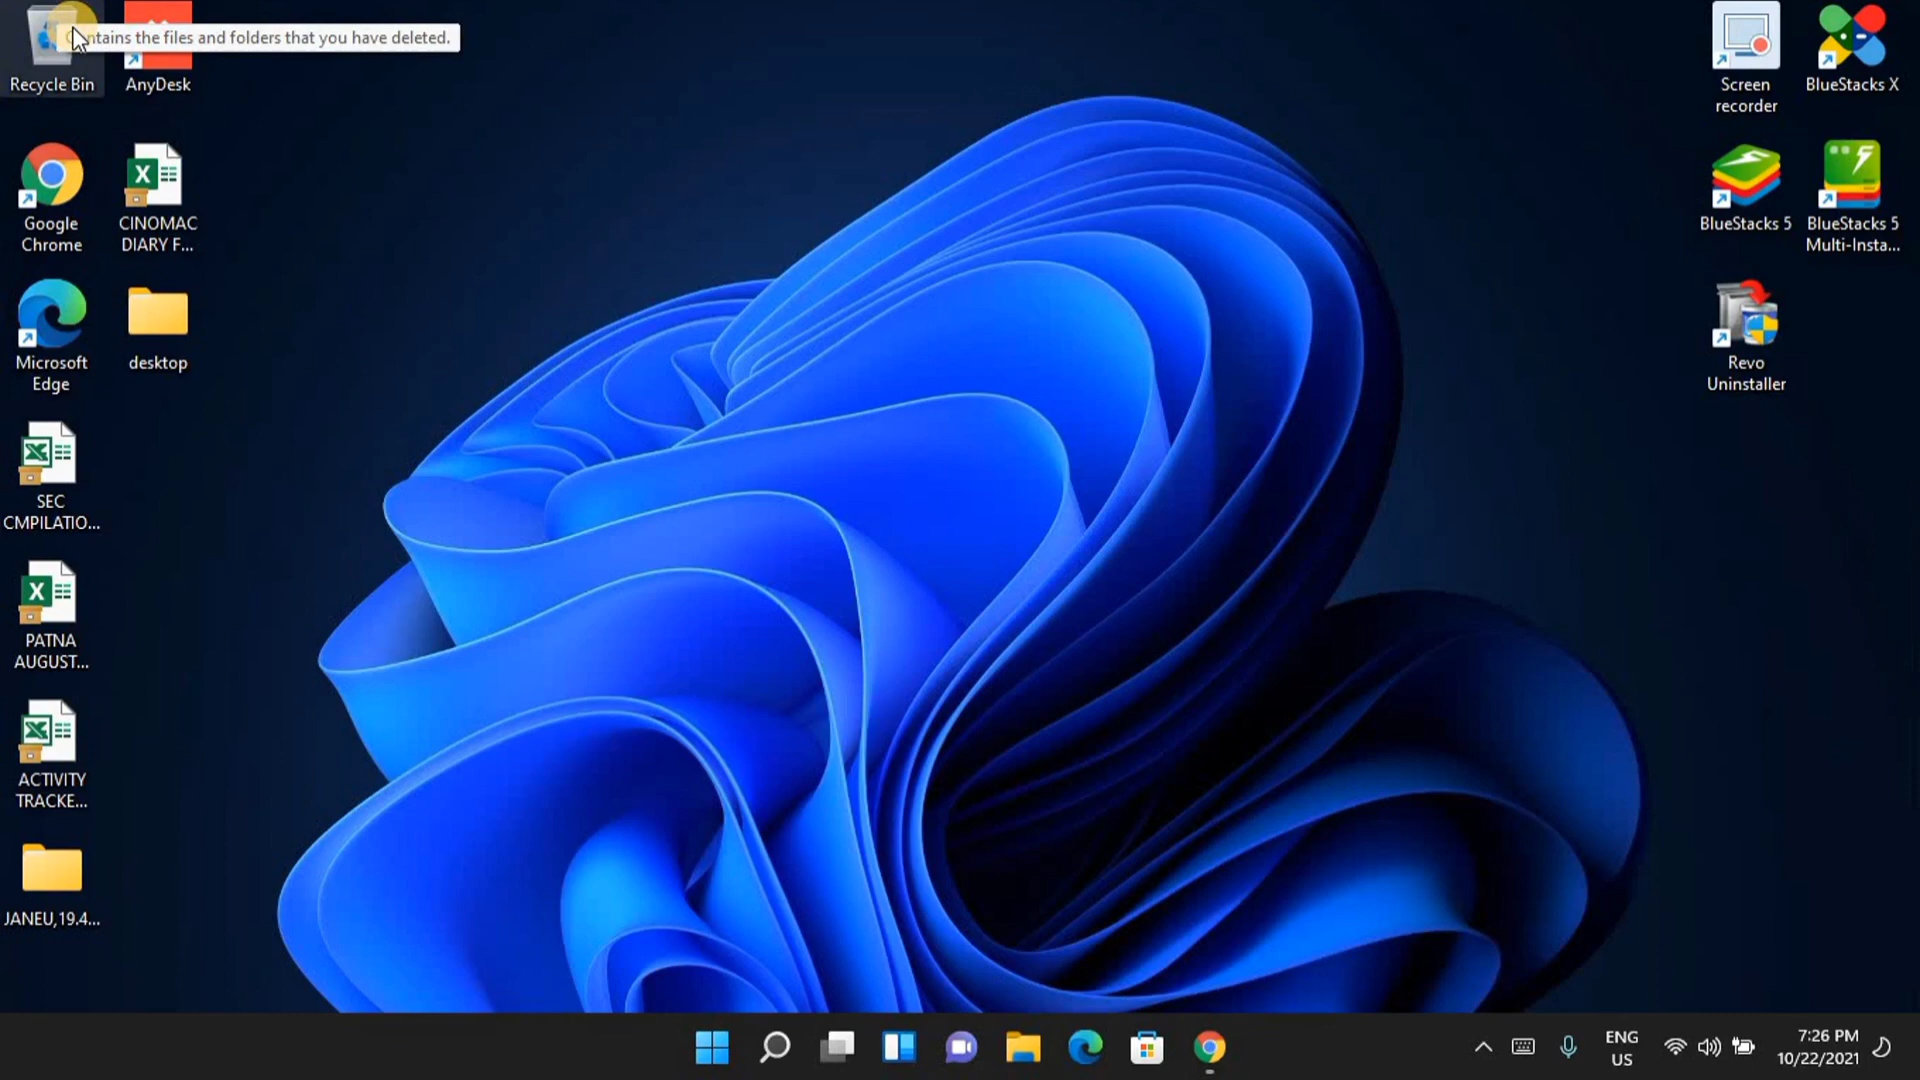 ntains the files and folders that you have deleted.
Recycle Bin
AnyDesk
Screen
recorder
BlueStacks X
Google
Chrome
CINOMAC
DIARY F...
BlueStacks 5
BlueStacks 5
Multi-Insta...
Microsoft
Edge
desktop
Revo
Uninstaller
SEC
CMPILATIO...
PATNA
AUGUST...
ACTIVITY
TRACKE...
JANEU,19.4...
ENG
US
7:26 PM
10/22/2021